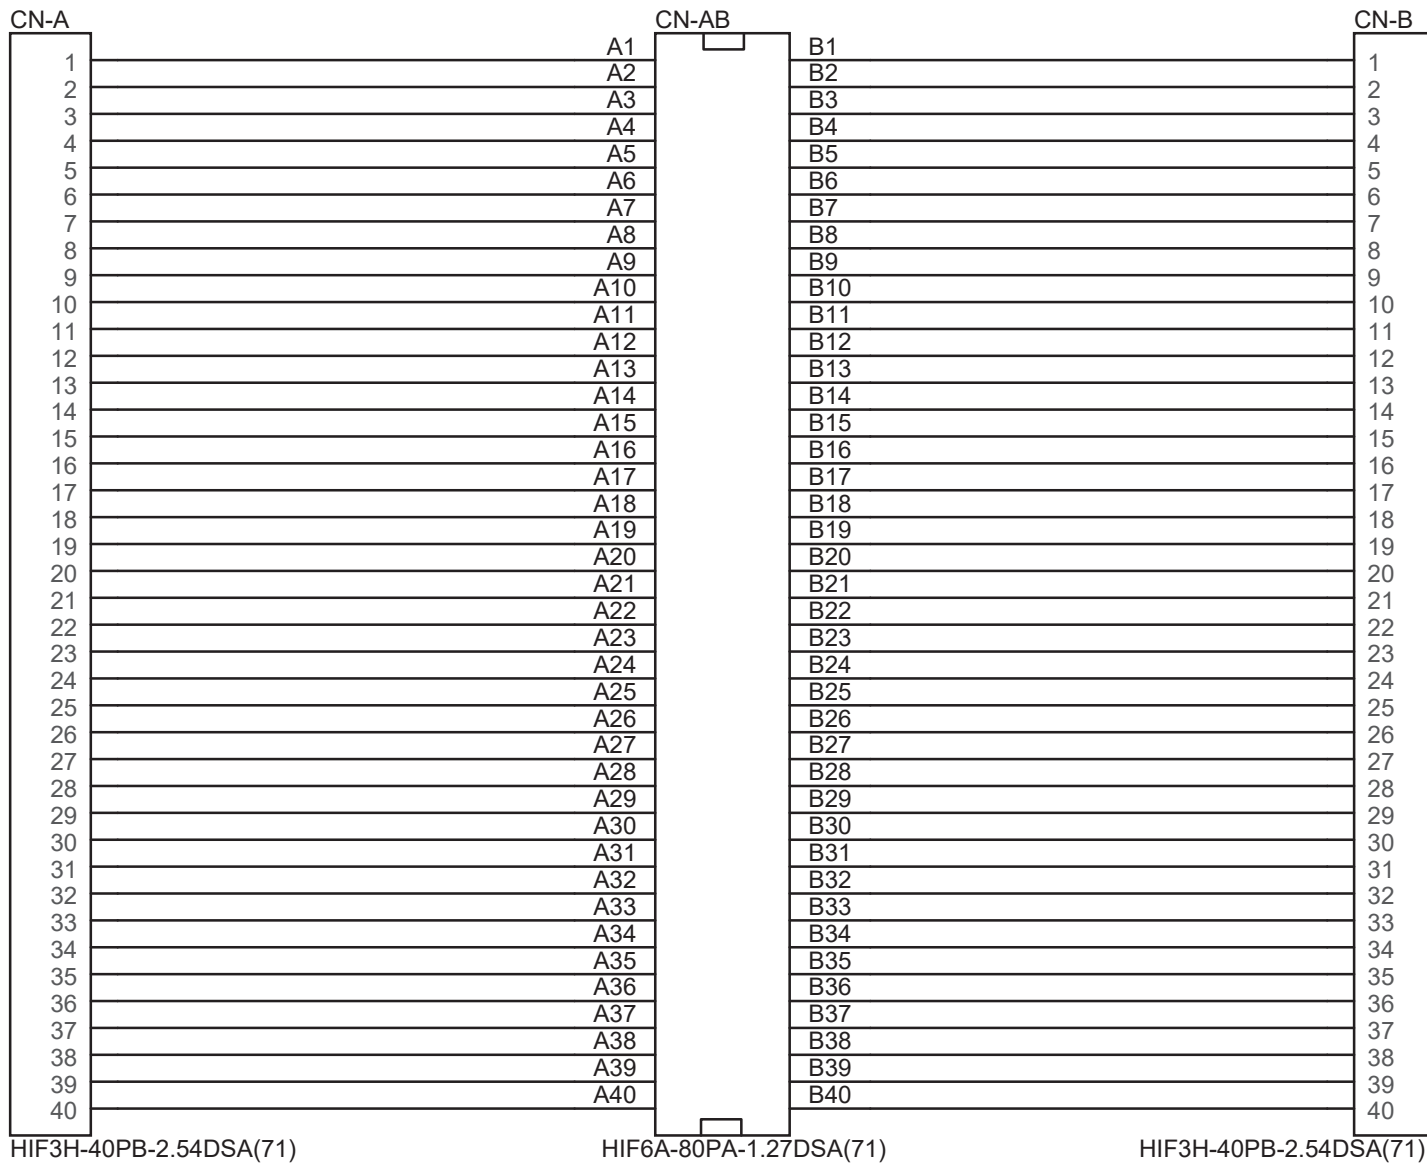 CN-A CN-AB CN-B
1 A1 B1 1
2 A2 B2 2
3 A3 B3 3
4 A4 B4 4
5 A5 B5 5
6 A6 B6 6
7 A7 B7 7
8 A8 B8 8
9 A9 B9 9
10 A10 B10 10
11 A11 B11 11
12 A12 B12 12
13 A13 B13 13
14 A14 B14 14
15 A15 B15 15
16 A16 B16 16
17 A17 B17 17
18 A18 B18 18
19 A19 B19 19
20 A20 B20 20
21 A21 B21 21
22 A22 B22 22
23 A23 B23 23
24 A24 B24 24
25 A25 B25 25
26 A26 B26 26
27 A27 B27 27
28 A28 B28 28
29 A29 B29 29
30 A30 B30 30
31 A31 B31 31
32 A32 B32 32
33 A33 B33 33
34 A34 B34 34
35 A35 B35 35
36 A36 B36 36
37 A37 B37 37
38 A38 B38 38
39 A39 B39 39
40 A40 B40 40
HIF3H-40PB-2.54DSA(71) HIF6A-80PA-1.27DSA(71) HIF3H-40PB-2.54DSA(71)